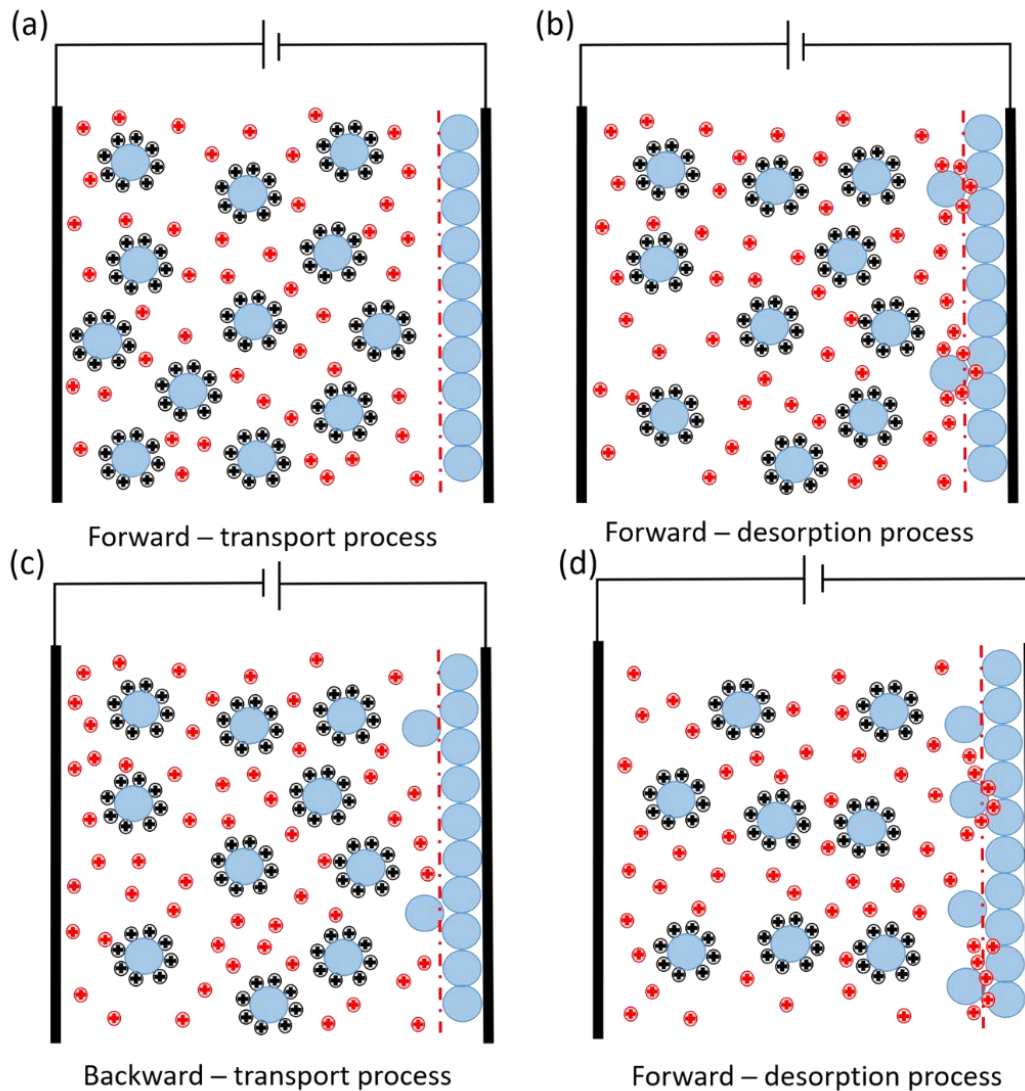 (a)
(b)
Forward – transport process
Forward – desorption process
(c)
(d)
Backward – transport process
Forward – desorption process